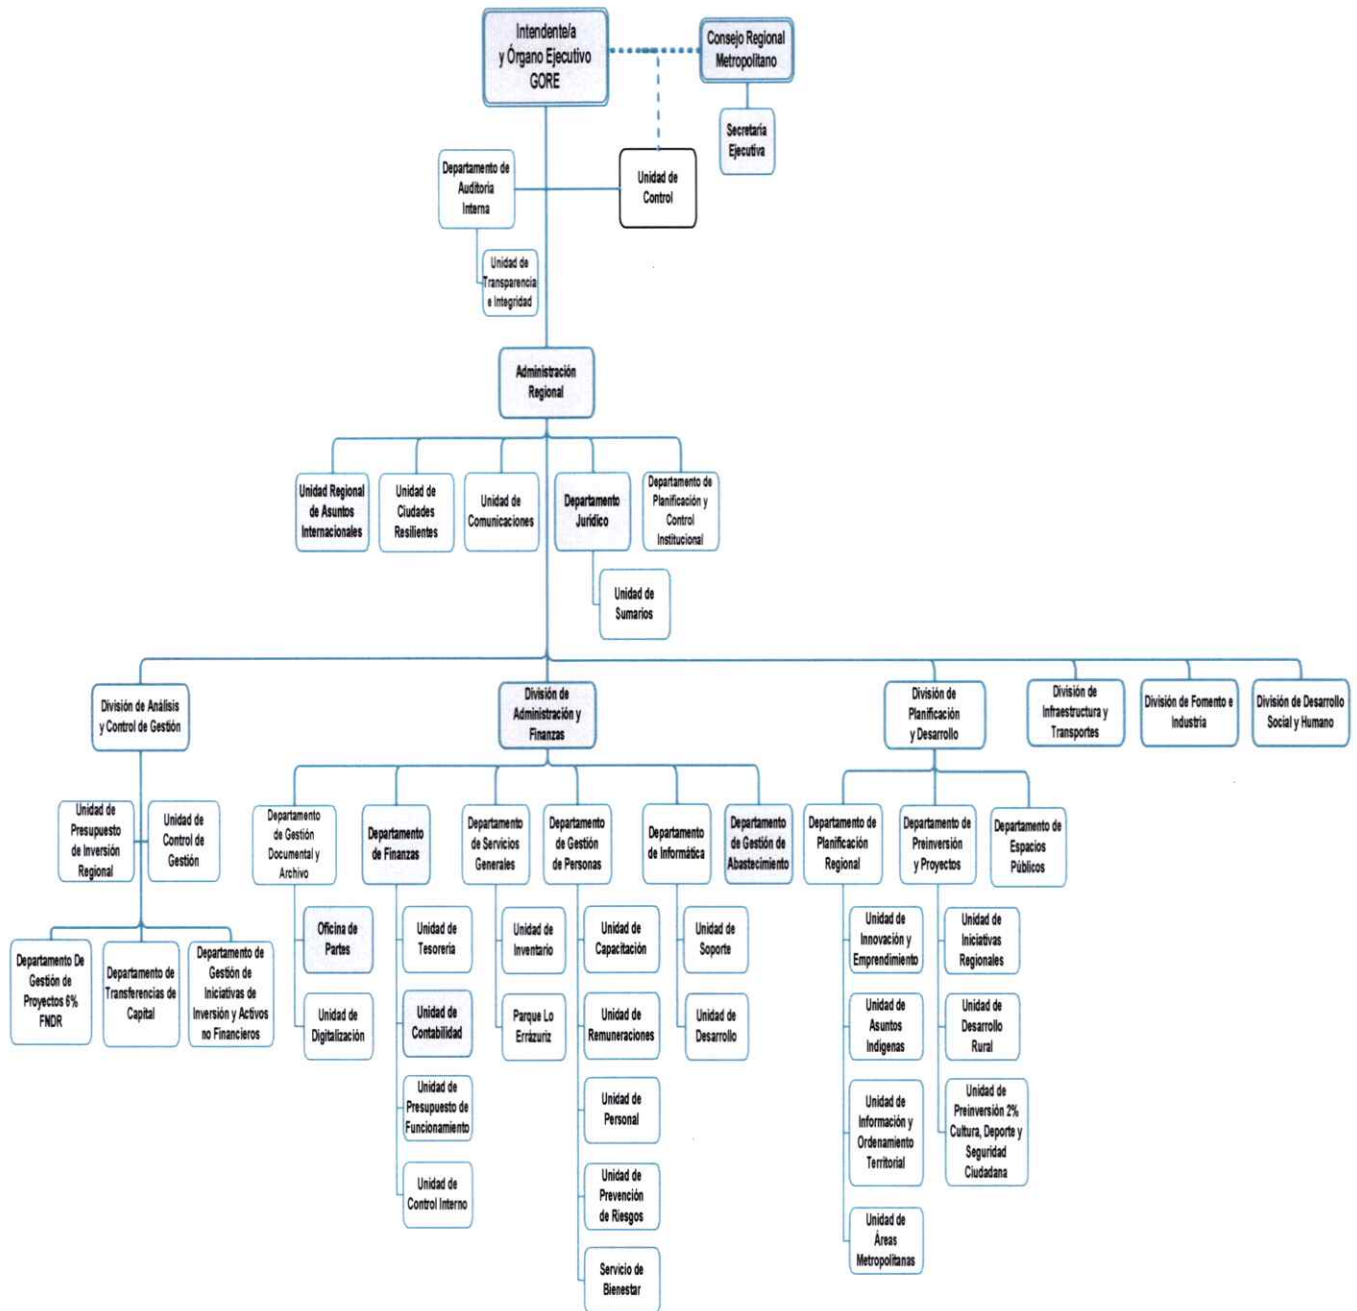 Intendente/a
y Órgano Ejecutivo
GORE
Consejo Regional
Metropolitano
Secretaría
Ejecutiva
Departamento de
Auditoría
Interna
Unidad de
Control
Unidad de
Transparencia
e Integridad
Administración
Regional
Unidad Regional
de Asuntos
Internacionales
Unidad de
Ciudades
Resilientes
Unidad de
Comunicaciones
Departamento
Jurídico
Departamento de
Planificación y
Control
Institucional
Unidad de
Sumarios
División de Análisis
y Control de Gestión
División de
Administración y
Finanzas
División de
Planificación
y Desarrollo
División de
Infraestructura y
Transportes
División de Fomento e
Industria
División de Desarrollo
Social y Humano
Unidad de
Presupuesto
de Inversión
Regional
Unidad de
Control de
Gestión
Departamento
de Gestión
Documental y
Archivo
Departamento
de Finanzas
Departamento
de Servicios
Generales
Departamento
de Gestión
de Personas
Departamento
de Informática
Departamento
de Gestión de
Abastecimiento
Departamento de
Planificación
Regional
Departamento de
Preinversión
y Proyectos
Departamento de
Espacios
Públicos
Departamento De
Gestión de
Proyectos 6%
FNDR
Departamento de
Transferencias de
Capital
Departamento de
Gestión de
Iniciativas de
Inversión y Activos
no Financieros
Oficina de
Partes
Unidad de
Digitalización
Unidad de
Tesorería
Unidad de
Contabilidad
Unidad de
Presupuesto de
Funcionamiento
Unidad de
Control Interno
Unidad de
Inventario
Parque Lo
Errázuriz
Unidad de
Capacitación
Unidad de
Remuneraciones
Unidad de
Personal
Unidad de
Prevención
de Riesgos
Servicio de
Bienestar
Unidad de
Soporte
Unidad de
Desarrollo
Unidad de
Innovación y
Emprendimiento
Unidad de
Asuntos
Indígenas
Unidad de
Información y
Ordenamiento
Territorial
Unidad de
Áreas
Metropolitanas
Unidad de
Iniciativas
Regionales
Unidad de
Desarrollo
Rural
Unidad de
Preinversión 2%
Cultura, Deporte y
Seguridad
Ciudadana